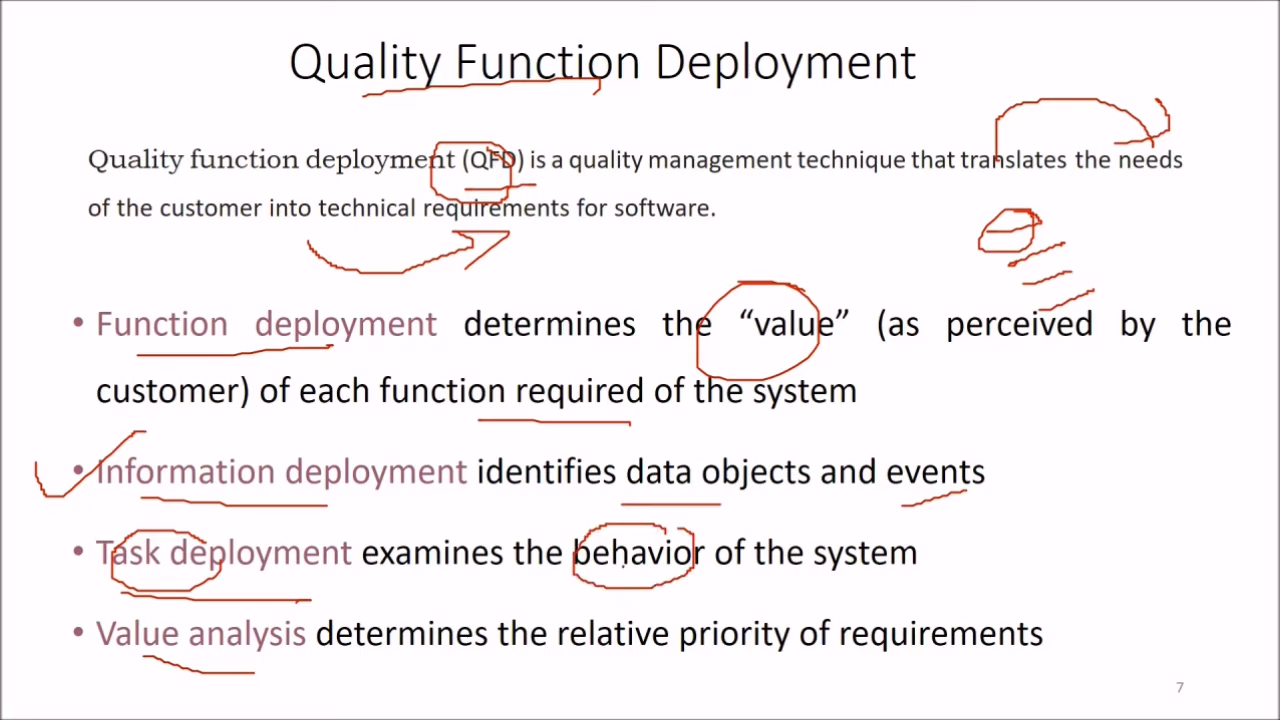 Quality Function Deployment
Quality function deployment (QFD) is a quality management technique that translates the needs
of the customer into technical requirements for software.
• Function deployment determines the “value” (as perceived by the
customer) of each function required of the system
• Information deployment identifies data objects and events
• Task deployment examines the behavior of the system
• Value analysis determines the relative priority of requirements
7